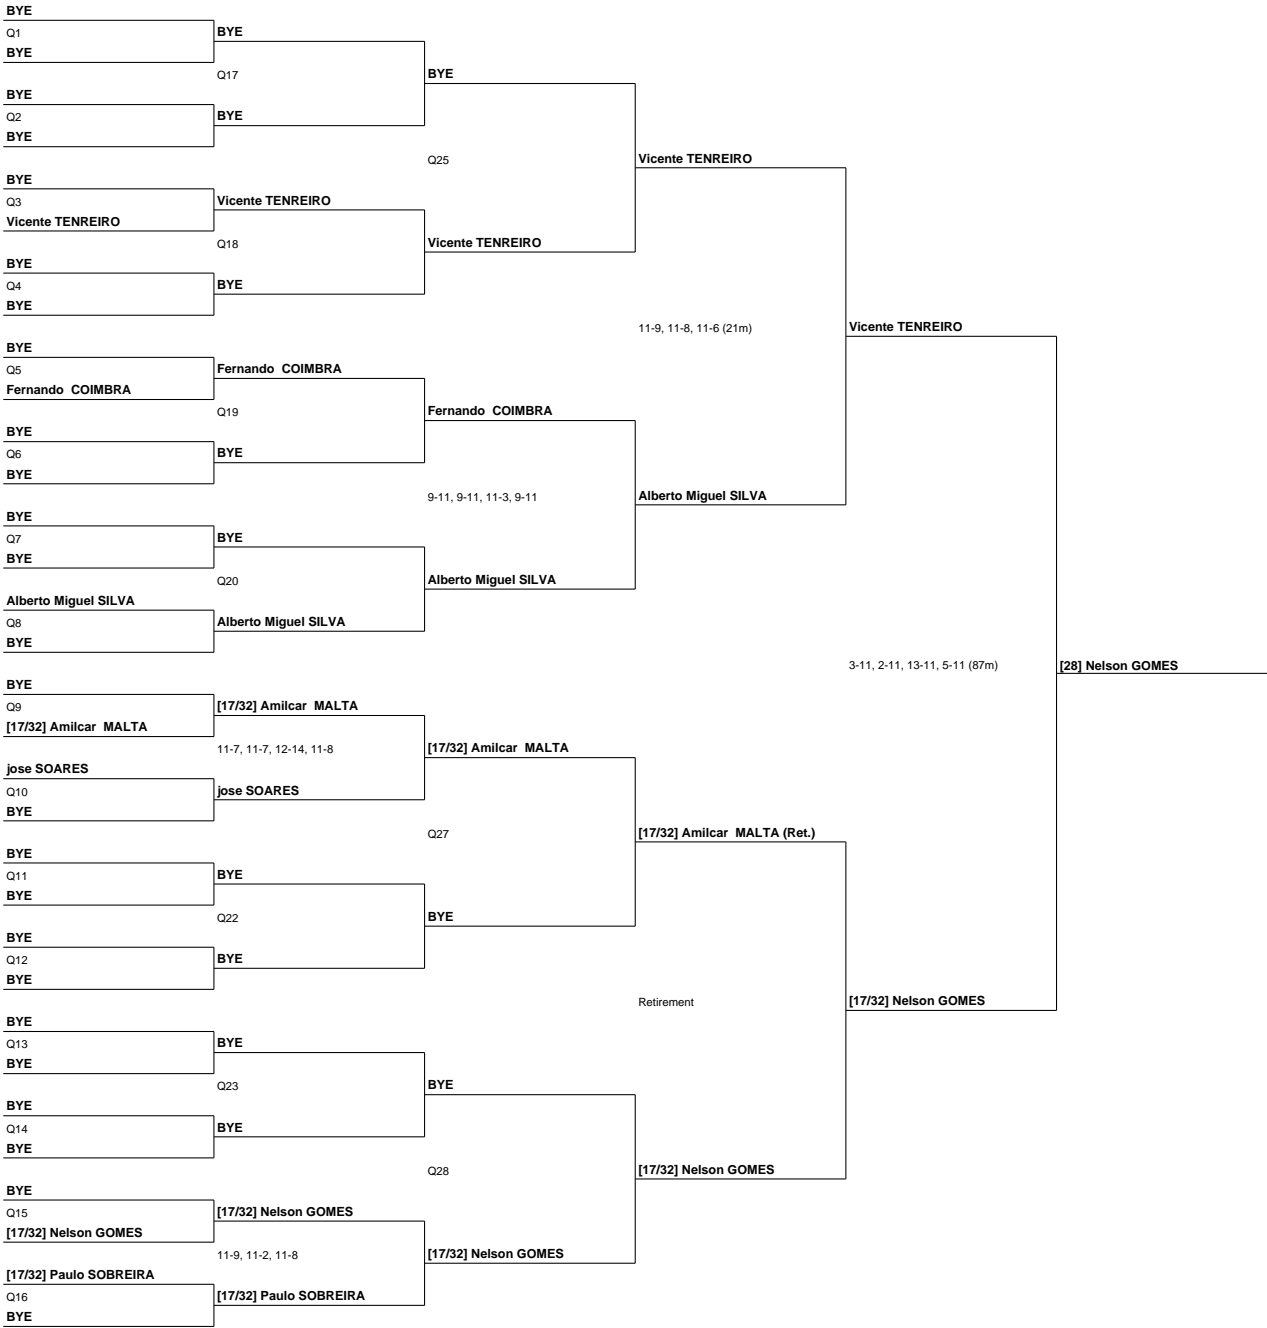 BYE
Q1
BYE
BYE
Q17
BYE
BYE
Q2
BYE
BYE
Q25
Vicente TENREIRO
BYE
Q3
Vicente TENREIRO
Vicente TENREIRO
Q18
Vicente TENREIRO
BYE
Q4
BYE
BYE
11-9, 11-8, 11-6 (21m)
Vicente TENREIRO
BYE
Q5
Fernando  COIMBRA
Fernando  COIMBRA
Q19
Fernando  COIMBRA
BYE
Q6
BYE
BYE
9-11, 9-11, 11-3, 9-11
Alberto Miguel SILVA
BYE
Q7
BYE
BYE
Q20
Alberto Miguel SILVA
Alberto Miguel SILVA
Q8
Alberto Miguel SILVA
BYE
3-11, 2-11, 13-11, 5-11 (87m)
[28] Nelson GOMES
BYE
Q9
[17/32] Amilcar  MALTA
[17/32] Amilcar  MALTA
11-7, 11-7, 12-14, 11-8
[17/32] Amilcar  MALTA
jose SOARES
Q10
jose SOARES
BYE
Q27
[17/32] Amilcar  MALTA (Ret.)
BYE
Q11
BYE
BYE
Q22
BYE
BYE
Q12
BYE
BYE
Retirement
[17/32] Nelson GOMES
BYE
Q13
BYE
BYE
Q23
BYE
BYE
Q14
BYE
BYE
Q28
[17/32] Nelson GOMES
BYE
Q15
[17/32] Nelson GOMES
[17/32] Nelson GOMES
11-9, 11-2, 11-8
[17/32] Nelson GOMES
[17/32] Paulo SOBREIRA
Q16
[17/32] Paulo SOBREIRA
BYE